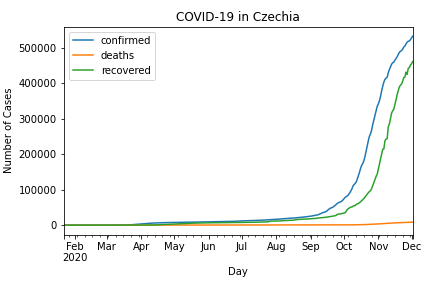 COVID-19 in Czechia
confirmed
deaths
recovered
Number of Cases
500000
400000
300000
200000
100000
0
Feb Mar Apr May Jun Jul Aug Sep Oct Nov Dec
2020
Day